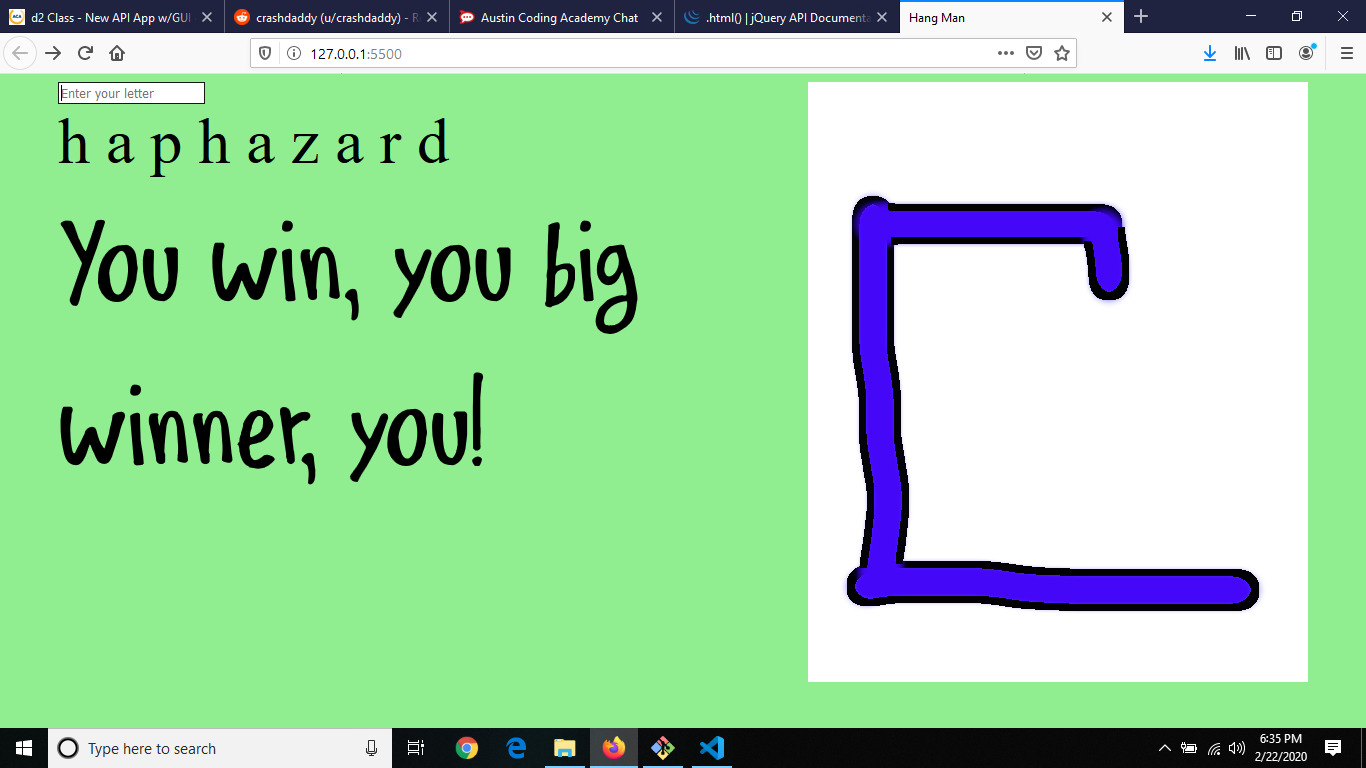 d2 Class - New API App w/GUI
crashdaddy (u/crashdaddy) - R
Austin Coding Academy Chat
.html() | jQuery API Documenta
Hang Man
127.0.0.1:5500
Enter your letter
h a p h a z a r d
You win, you big
winner, you!
Type here to search
6:35 PM
2/22/2020